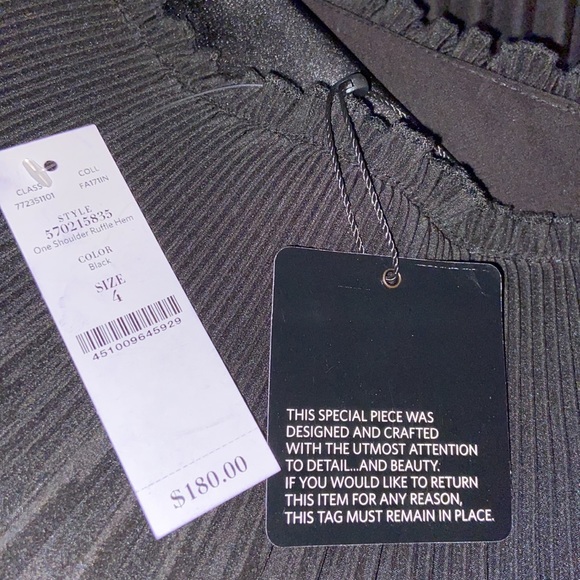 CLASS COLL
772351101 FA1711N
STYLE
570215835
One Shoulder Ruffle Hem
COLOR
Black
SIZE
4
451009645929
$180.00
THIS SPECIAL PIECE WAS
DESIGNED AND CRAFTED
WITH THE UTMOST ATTENTION
TO DETAIL...AND BEAUTY.
IF YOU WOULD LIKE TO RETURN
THIS ITEM FOR ANY REASON,
THIS TAG MUST REMAIN IN PLACE.